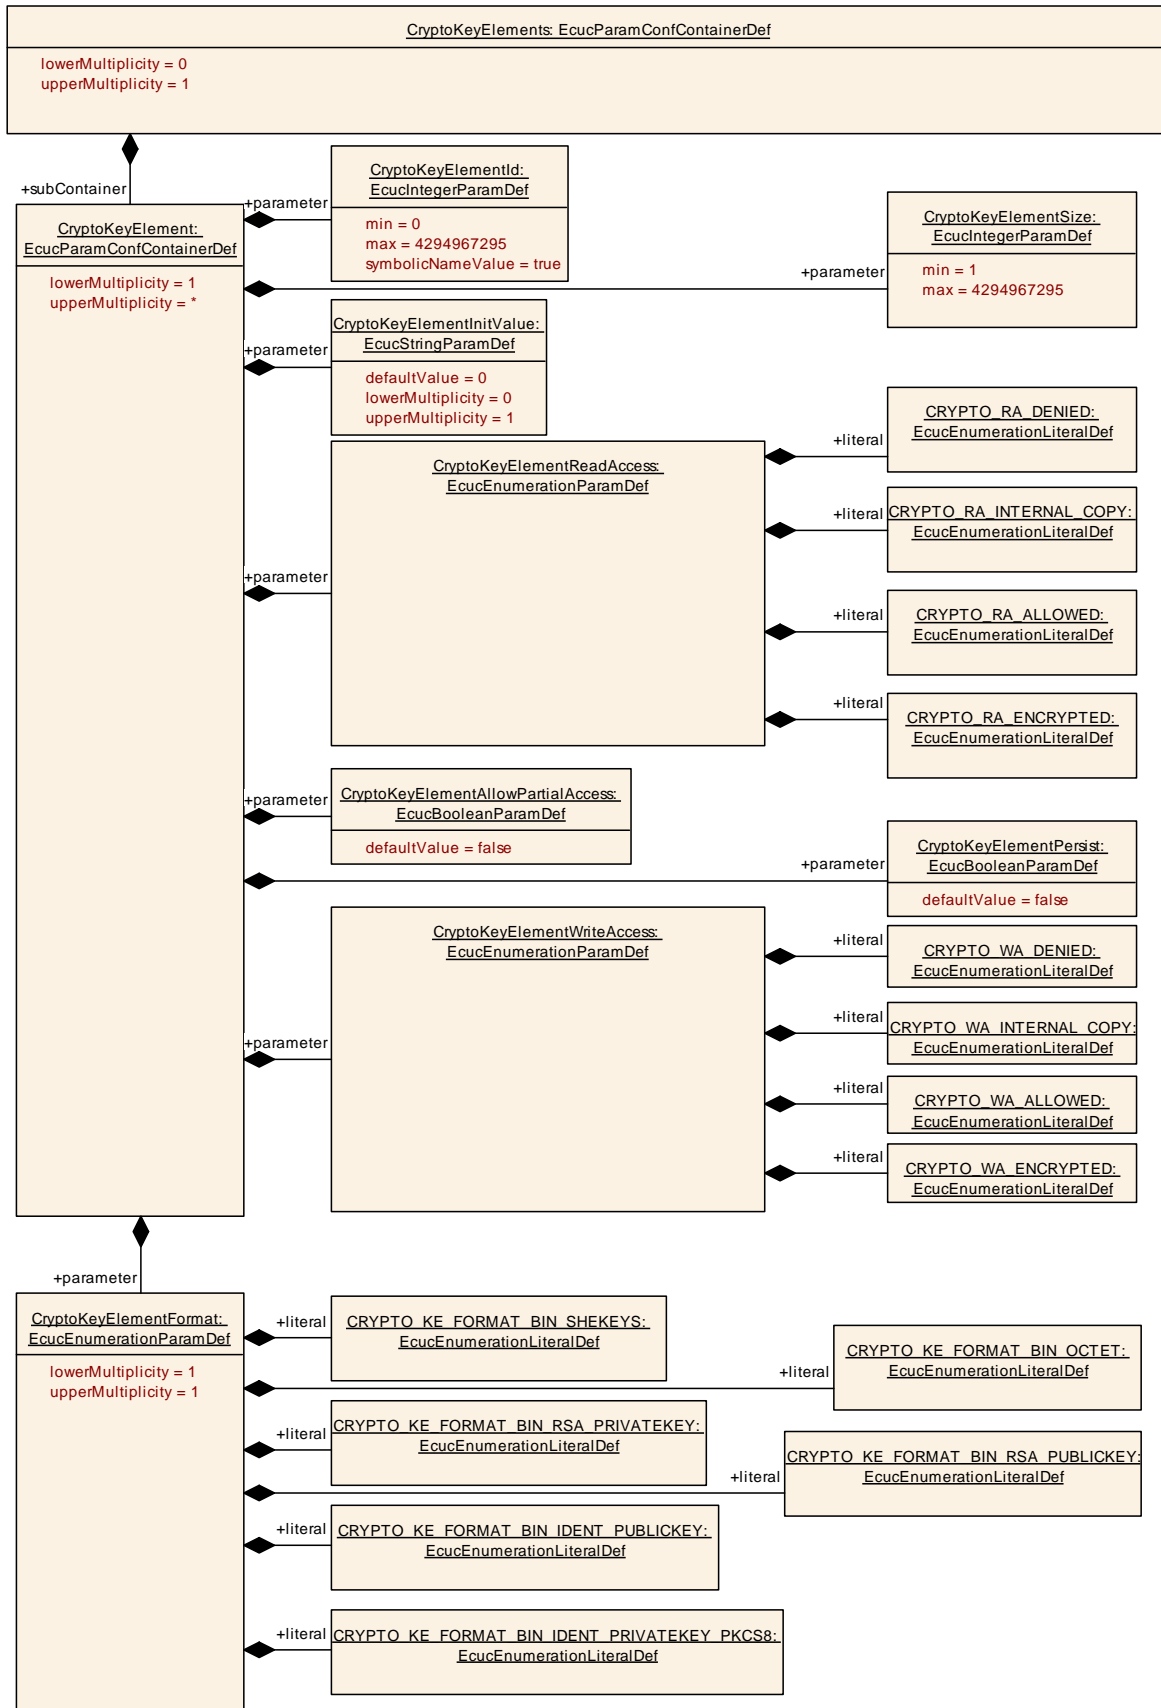 CryptoKeyElements: EcucParamConfContainerDef
lowerMultiplicity = 0
upperMultiplicity = 1
+subContainer
CryptoKeyElement:
EcucParamConfContainerDef
lowerMultiplicity = 1
upperMultiplicity = *
+parameter
CryptoKeyElementId:
EcucIntegerParamDef
min = 0
max = 4294967295
symbolicNameValue = true
+parameter
CryptoKeyElementSize:
EcucIntegerParamDef
min = 1
max = 4294967295
+parameter
CryptoKeyElementInitValue:
EcucStringParamDef
defaultValue = 0
lowerMultiplicity = 0
upperMultiplicity = 1
+parameter
CryptoKeyElementReadAccess:
EcucEnumerationParamDef
+literal
CRYPTO_RA_DENIED:
EcucEnumerationLiteralDef
+literal
CRYPTO_RA_INTERNAL_COPY:
EcucEnumerationLiteralDef
+literal
CRYPTO_RA_ALLOWED:
EcucEnumerationLiteralDef
+literal
CRYPTO_RA_ENCRYPTED:
EcucEnumerationLiteralDef
+parameter
CryptoKeyElementAllowPartialAccess:
EcucBooleanParamDef
defaultValue = false
+parameter
CryptoKeyElementPersist:
EcucBooleanParamDef
defaultValue = false
+parameter
CryptoKeyElementWriteAccess:
EcucEnumerationParamDef
+literal
CRYPTO_WA_DENIED:
EcucEnumerationLiteralDef
+literal
CRYPTO_WA_INTERNAL_COPY:
EcucEnumerationLiteralDef
+literal
CRYPTO_WA_ALLOWED:
EcucEnumerationLiteralDef
+literal
CRYPTO_WA_ENCRYPTED:
EcucEnumerationLiteralDef
+parameter
CryptoKeyElementFormat:
EcucEnumerationParamDef
lowerMultiplicity = 1
upperMultiplicity = 1
+literal
CRYPTO_KE_FORMAT_BIN_SHEKEYS:
EcucEnumerationLiteralDef
+literal
CRYPTO_KE_FORMAT_BIN_OCTET:
EcucEnumerationLiteralDef
+literal
CRYPTO_KE_FORMAT_BIN_RSA_PRIVATEKEY:
EcucEnumerationLiteralDef
+literal
CRYPTO_KE_FORMAT_BIN_RSA_PUBLICKEY:
EcucEnumerationLiteralDef
+literal
CRYPTO_KE_FORMAT_BIN_IDENT_PUBLICKEY:
EcucEnumerationLiteralDef
+literal
CRYPTO_KE_FORMAT_BIN_IDENT_PRIVATEKEY_PKCS8:
EcucEnumerationLiteralDef